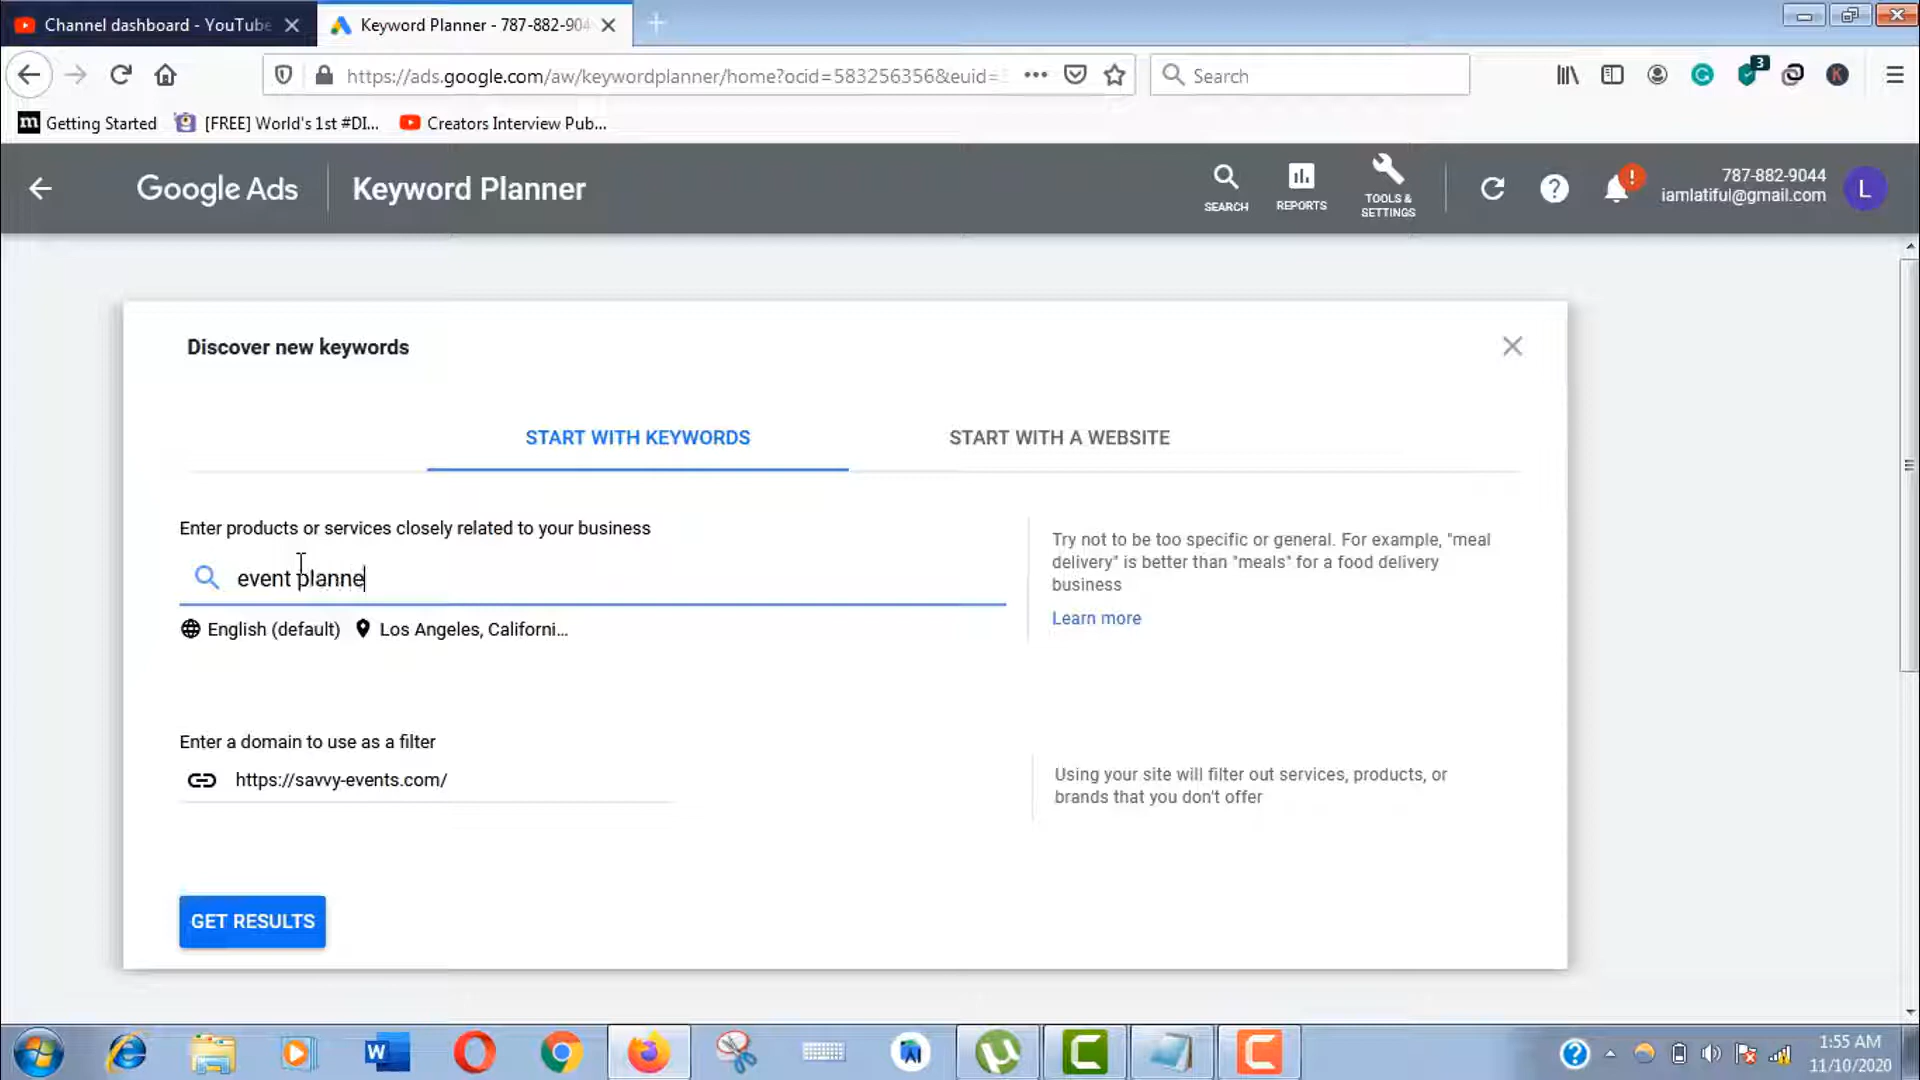 Channel dashboard - YouTube
Keyword Planner - 787-882-904
https://ads.google.com/aw/keywordplanner/home?ocid=583256356&euid=
Search
3
K
m Getting Started
[FREE] World's 1st #DI...
Creators Interview Pub...
Google Ads
Keyword Planner
SEARCH
REPORTS
TOOLS &
SETTINGS
787-882-9044
iamlatiful@gmail.com
L
Discover new keywords
START WITH KEYWORDS
START WITH A WEBSITE
Enter products or services closely related to your business
event planne
English (default)
Los Angeles, Californi...
Try not to be too specific or general. For example, "meal
delivery" is better than "meals" for a food delivery
business
Learn more
Enter a domain to use as a filter
https://savvy-events.com/
Using your site will filter out services, products, or
brands that you don't offer
GET RESULTS
1:55 AM
11/10/2020